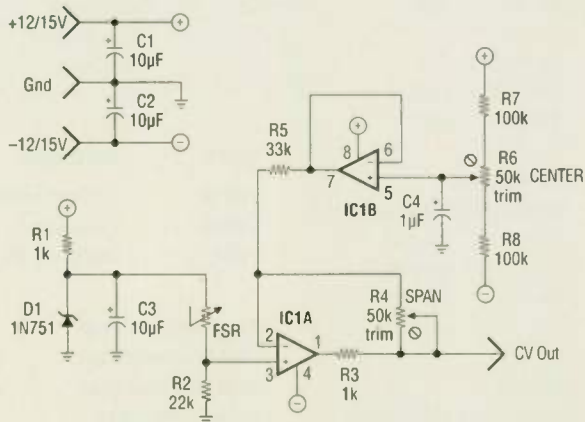 +12/15V
+
C1
10µF
Gnd
C2
10µF
–12/15V
–
+
R7
100k
R5
33k
+
8
6
7
5
IC1B
R6
50k
trim
CENTER
C4
1µF
R8
100k
–
+
R1
1k
D1
1N751
C3
10µF
FSR
R2
22k
IC1A
2
3
1
4
–
R3
1k
R4
50k
trim
SPAN
CV Out